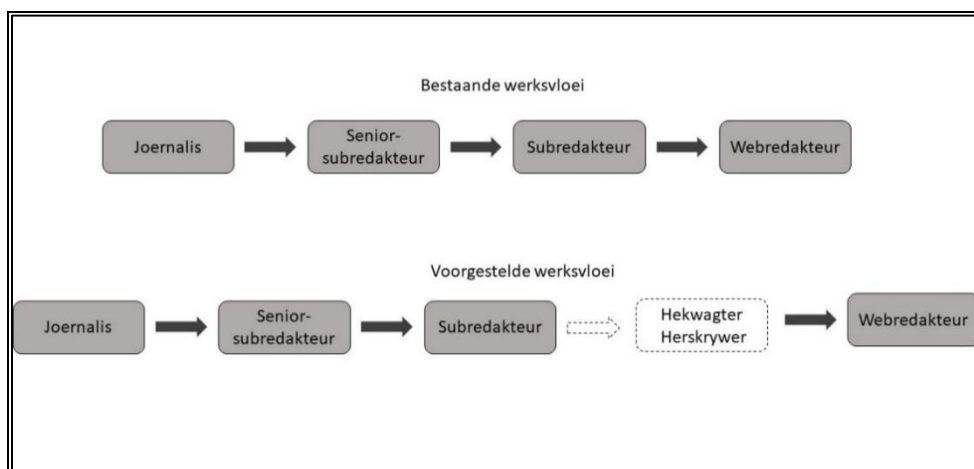 Bestaande werksvloei
Joernalis
Senior-
subredakteur
Subredakteur
Webredakteur
Voorgestelde werksvloei
Joernalis
Senior-
subredakteur
Subredakteur
Hekwagter
Herskrywer
Webredakteur